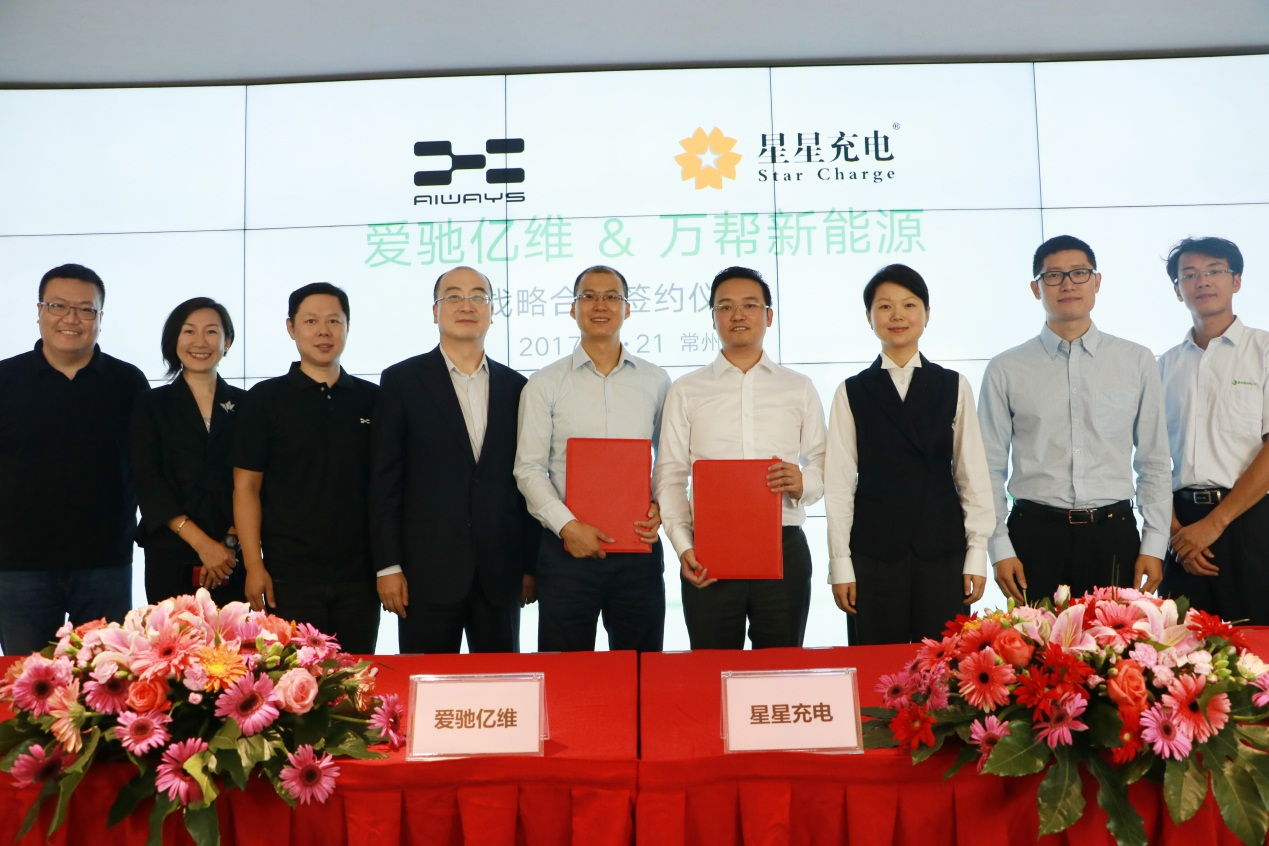 AIWAYS
星星充电®
Star Charge
爱驰亿维 & 万帮新能源
战略合 签约仪
2017 ·21 常州
爱驰亿维
星星充电